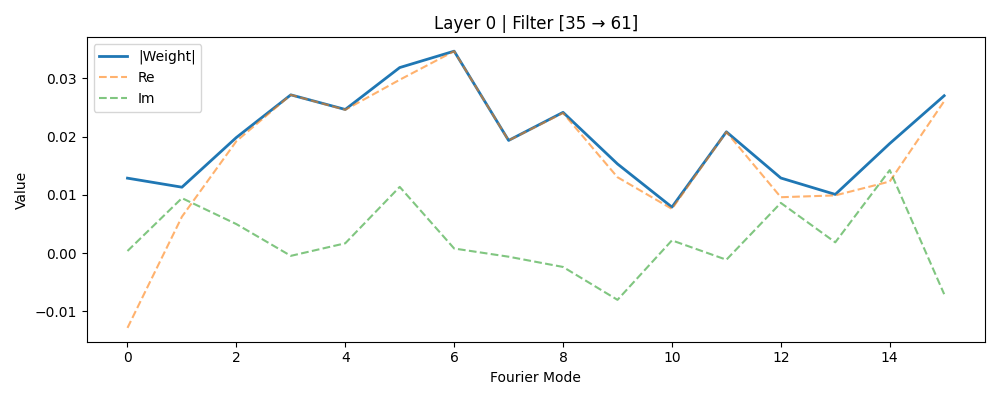 Layer 0 | Filter [35 → 61]
|Weight|
Re
Im
0.03
0.02
0.01
0.00
−0.01
Value
0 2 4 6 8 10 12 14
Fourier Mode